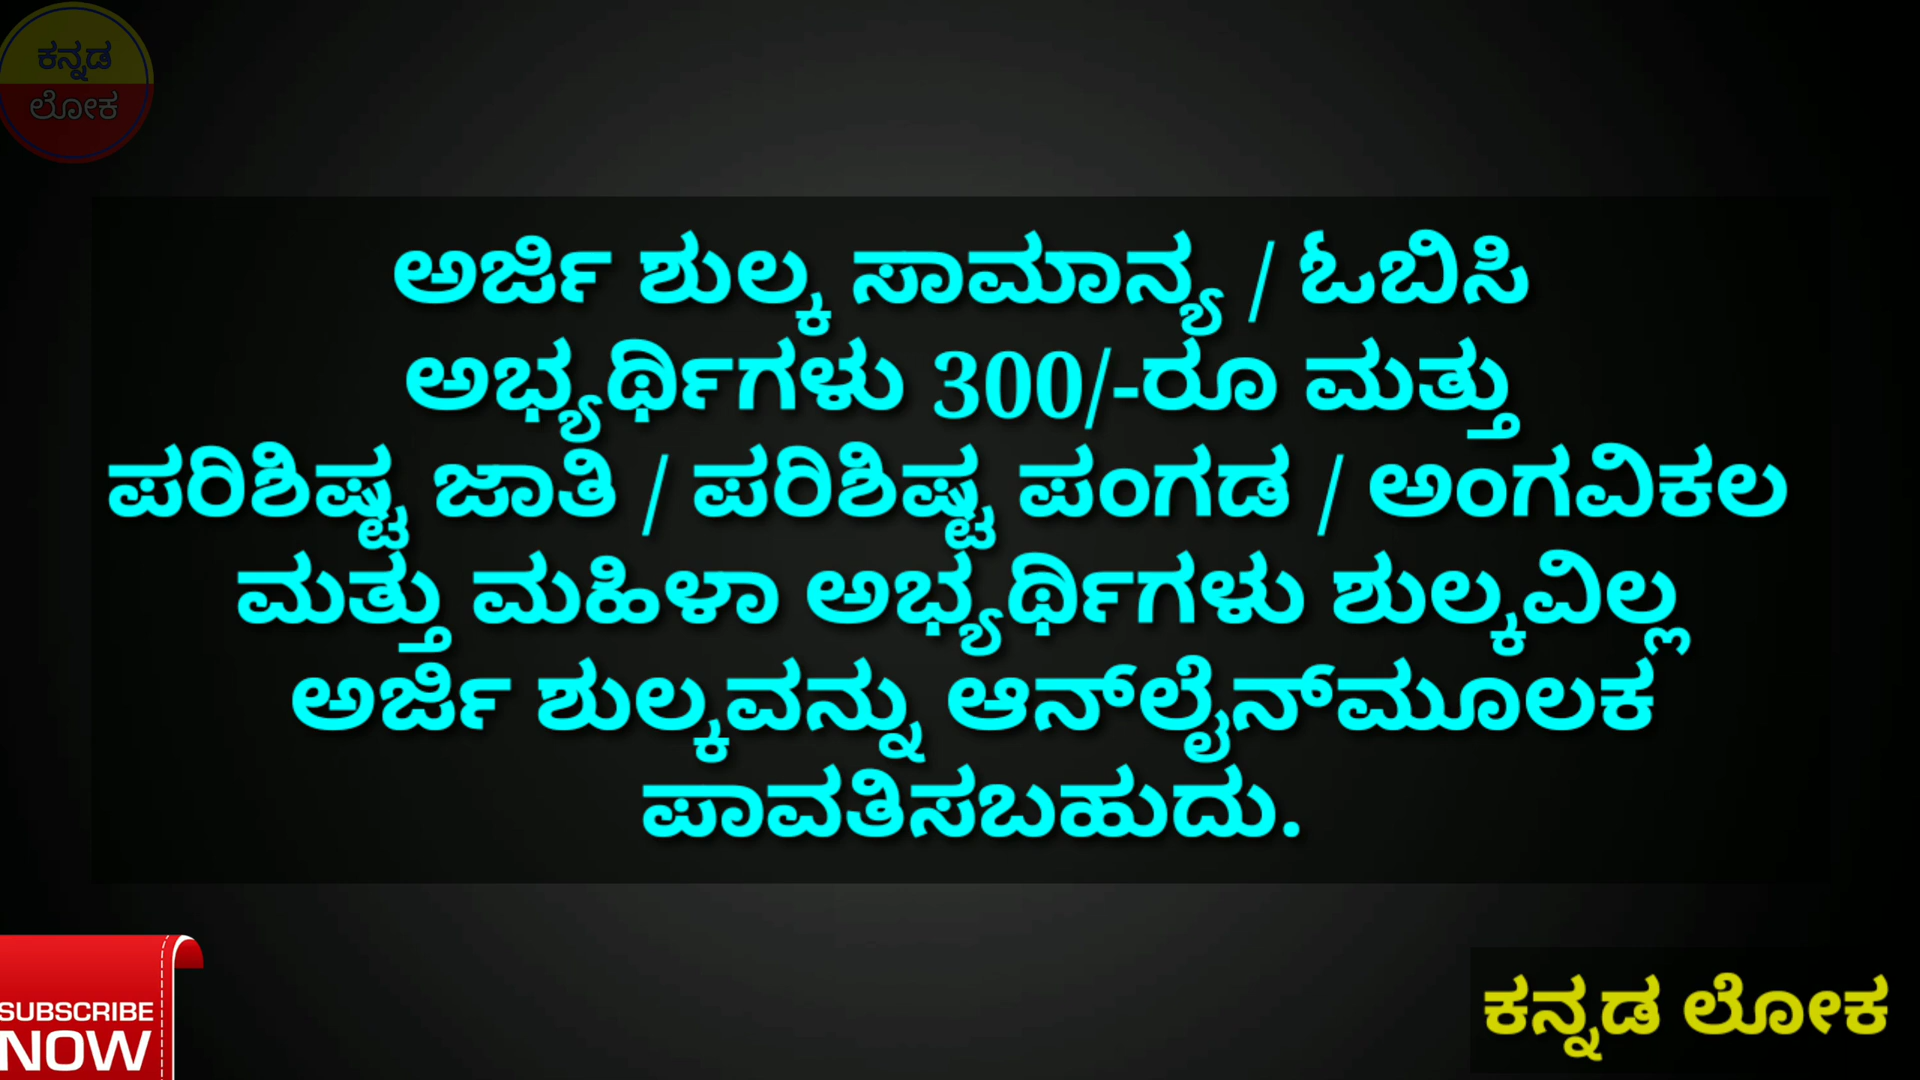 ಕನ್ನಡ
ಲೋಕ
ಅರ್ಜಿ ಶುಲ್ಕ ಸಾಮಾನ್ಯ / ಓಬಿಸಿ
ಅಭ್ಯರ್ಥಿಗಳು 300/-ರೂ ಮತ್ತು
ಪರಿಶಿಷ್ಟ ಜಾತಿ / ಪರಿಶಿಷ್ಟ ಪಂಗಡ / ಅಂಗವಿಕಲ
ಮತ್ತು ಮಹಿಳಾ ಅಭ್ಯರ್ಥಿಗಳು ಶುಲ್ಕವಿಲ್ಲ
ಅರ್ಜಿ ಶುಲ್ಕವನ್ನು ಆನ್‌ಲೈನ್‌ಮೂಲಕ
ಪಾವತಿಸಬಹುದು.
SUBSCRIBE
NOW
ಕನ್ನಡ ಲೋಕ